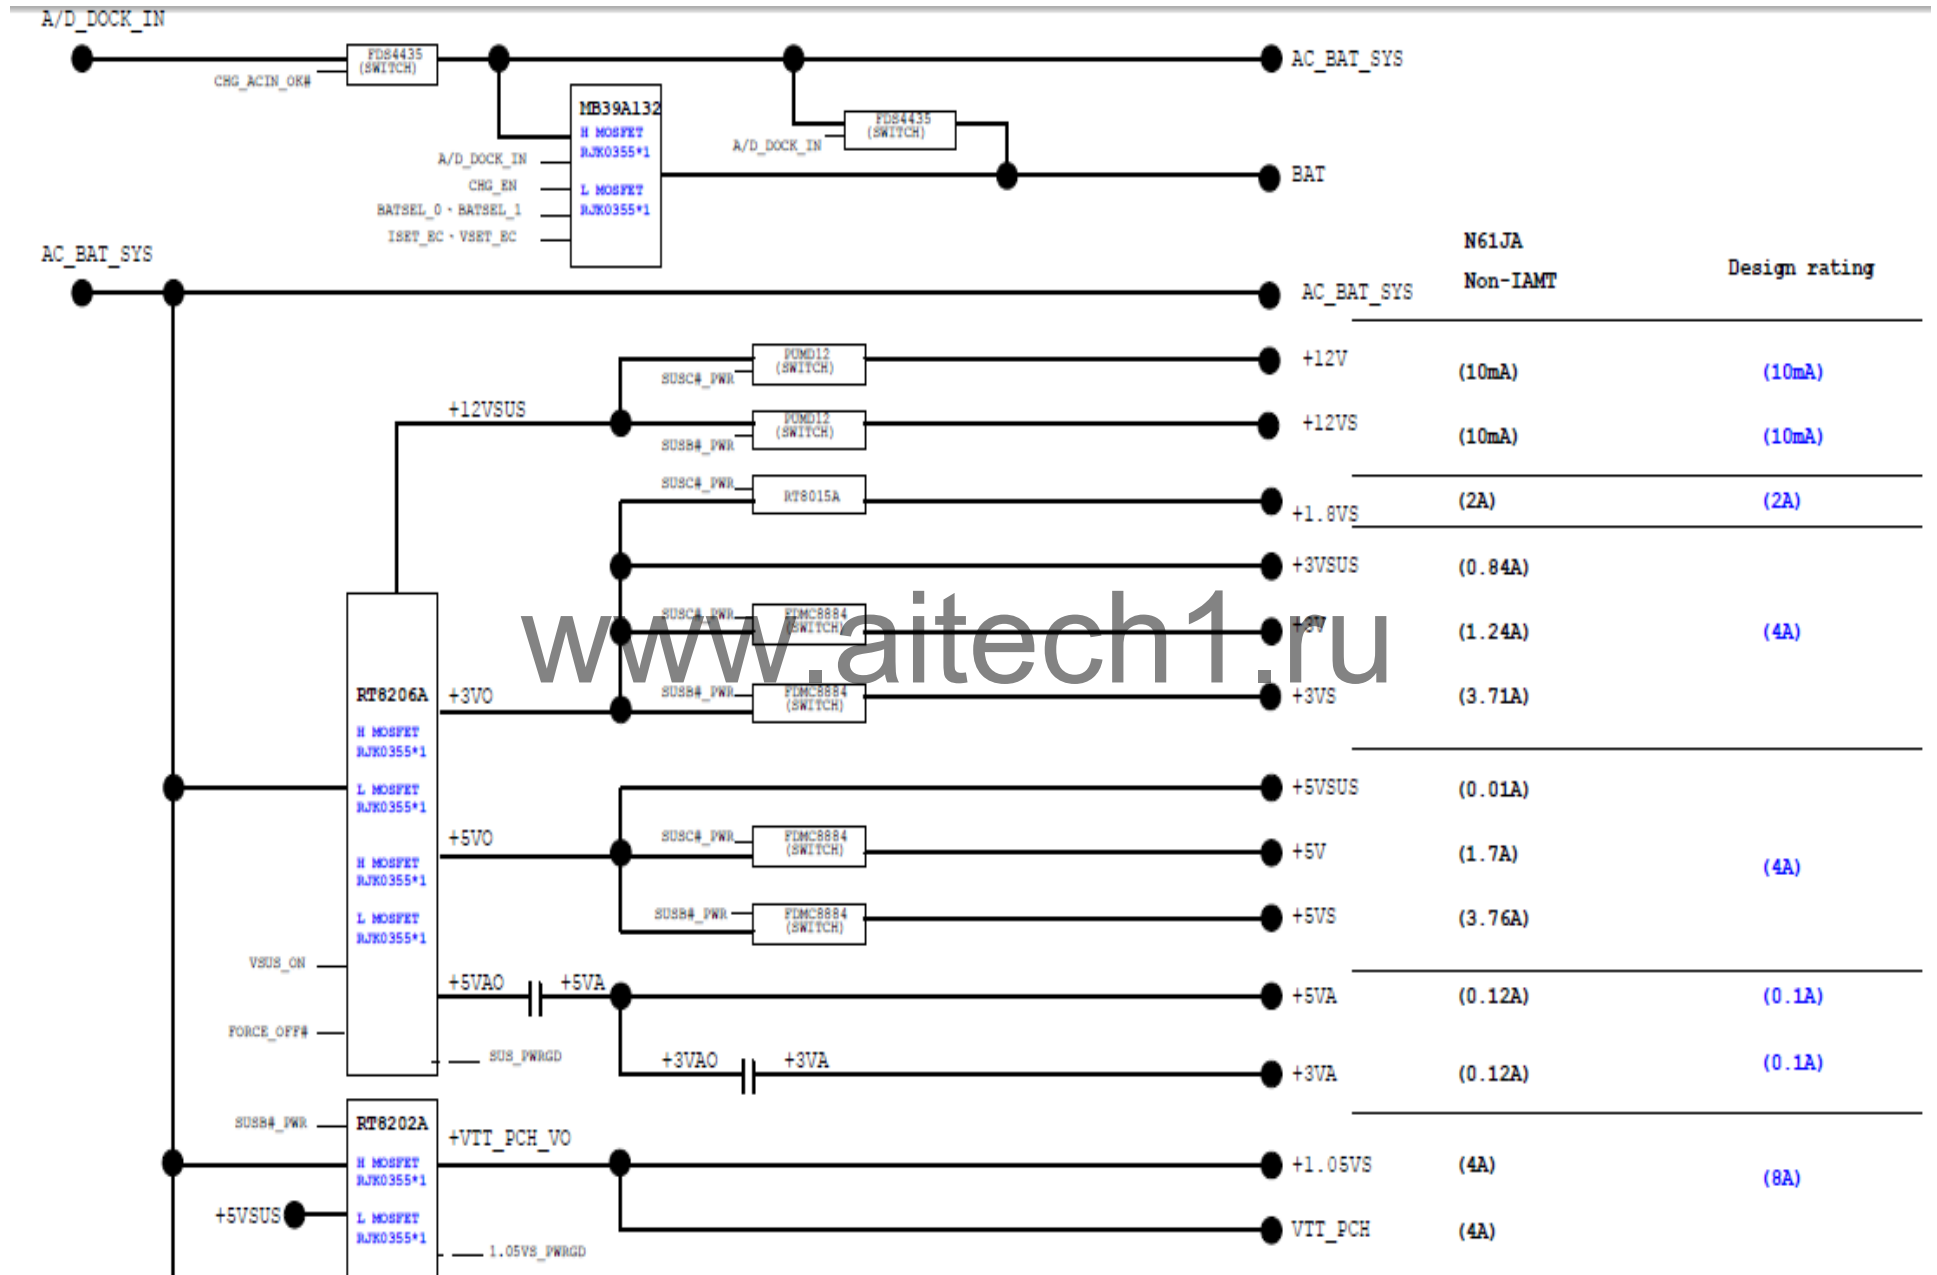 A/D_DOCK_IN
FDS4435
(SWITCH)
CHG_ACIN_OK#
AC_BAT_SYS
MB39A132
H MOSFET
RJK0355*1
L MOSFET
RJK0355*1
A/D_DOCK_IN
CHG_EN
BATSEL_0、BATSEL_1
ISET_EC、VSET_EC
FDS4435
(SWITCH)
A/D_DOCK_IN
BAT
N61JA
Non-IAMT
Design rating
AC_BAT_SYS
AC_BAT_SYS
PUMD12
(SWITCH)
SUSC#_PWR
+12V
(10mA)
(10mA)
+12VSUS
PUMD12
(SWITCH)
SUSB#_PWR
+12VS
(10mA)
(10mA)
SUSC#_PWR
RT8015A
+1.8VS
(2A)
(2A)
+3VSUS
(0.84A)
SUSC#_PWR
FDMC8884
(SWITCH)
+3V
(1.24A)
(4A)
www.aitech1.ru
RT8206A
H MOSFET
RJK0355*1
L MOSFET
RJK0355*1
H MOSFET
RJK0355*1
L MOSFET
RJK0355*1
+3VO
SUSB#_PWR
FDMC8884
(SWITCH)
+3VS
(3.71A)
+5VSUS
(0.01A)
+5VO
SUSC#_PWR
FDMC8884
(SWITCH)
+5V
(1.7A)
(4A)
SUSB#_PWR
FDMC8884
(SWITCH)
+5VS
(3.76A)
VSUS_ON
+5VAO
+5VA
+5VA
(0.12A)
(0.1A)
FORCE_OFF#
SUS_PWRGD
+3VAO
+3VA
+3VA
(0.12A)
(0.1A)
SUSB#_PWR
RT8202A
H MOSFET
RJK0355*1
L MOSFET
RJK0355*1
+VTT_PCH_VO
+1.05VS
(4A)
(8A)
+5VSUS
1.05VS_PWRGD
VTT_PCH
(4A)